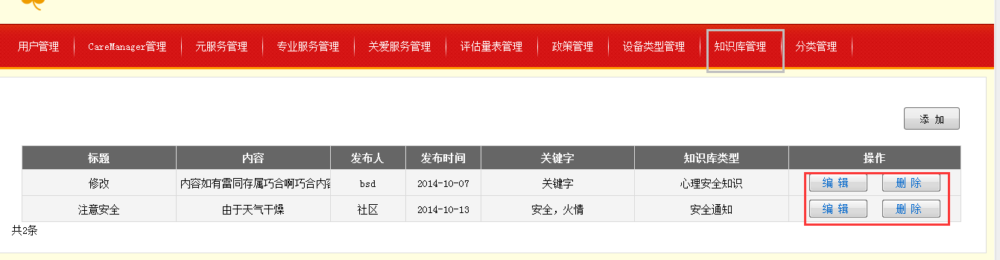 用户管理 CareManager管理 元服务管理 专业服务管理 关爱服务管理 评估量表管理 政策管理 设备类型管理 知识库管理 分类管理
添 加
标题 内容 发布人 发布时间 关键字 知识库类型 操作
修改 内容如有雷同存属巧合啊巧合内容 bsd 2014-10-07 关键字 心理安全知识 编 辑 删 除
注意安全 由于天气干燥 社区 2014-10-13 安全，火情 安全通知 编 辑 删 除
共2条